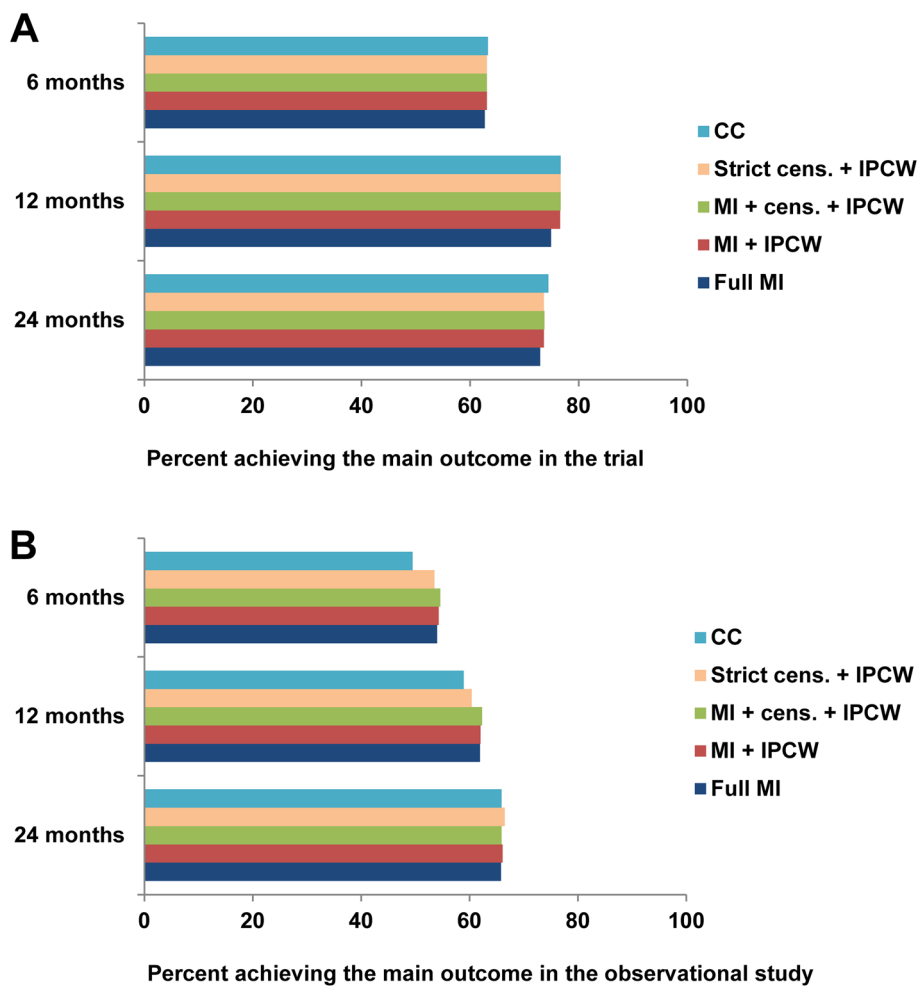 A
6 months
12 months
24 months
CC
Strict cens. + IPCW
MI + cens. + IPCW
MI + IPCW
Full MI
0 20 40 60 80 100
Percent achieving the main outcome in the trial
B
6 months
12 months
24 months
CC
Strict cens. + IPCW
MI + cens. + IPCW
MI + IPCW
Full MI
0 20 40 60 80 100
Percent achieving the main outcome in the observational study